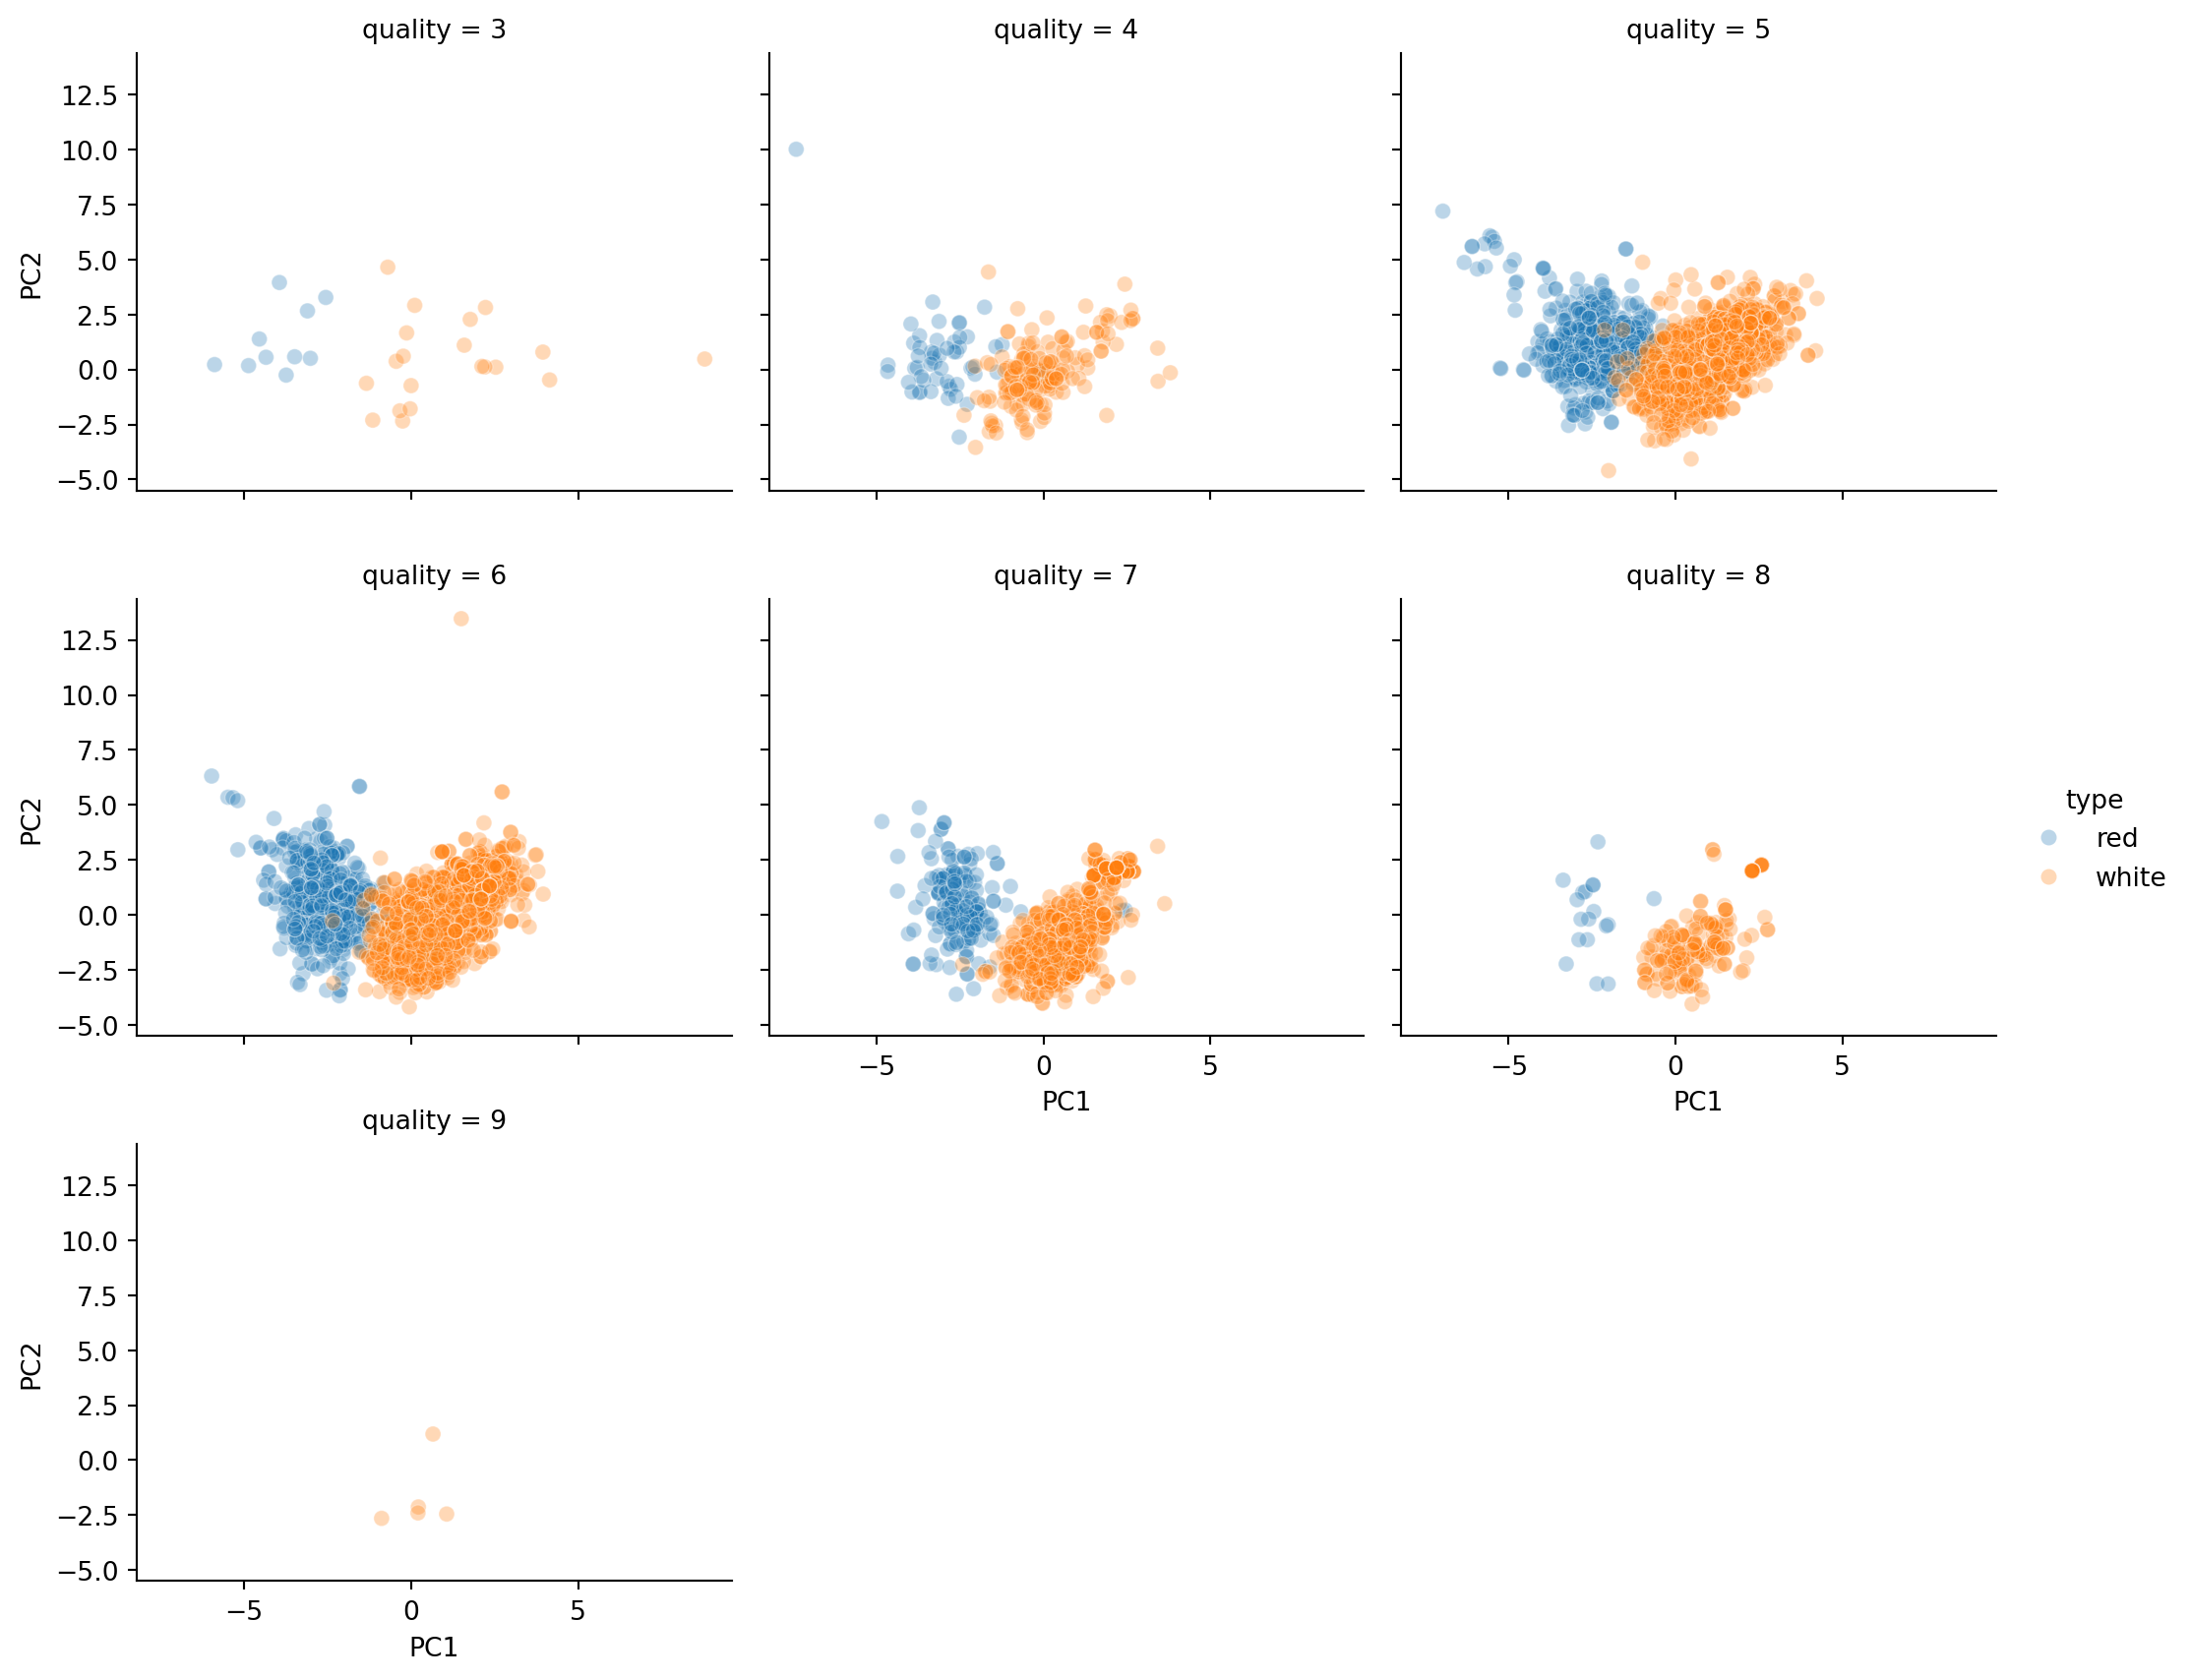 quality = 3
quality = 4
quality = 5
12.5
10.0
7.5
5.0
2.5
0.0
−2.5
−5.0
PC2
quality = 6
quality = 7
quality = 8
12.5
10.0
7.5
5.0
2.5
0.0
−2.5
−5.0
PC2
−5 0 5
PC1
−5 0 5
PC1
type
red
white
quality = 9
12.5
10.0
7.5
5.0
2.5
0.0
−2.5
−5.0
PC2
−5 0 5
PC1